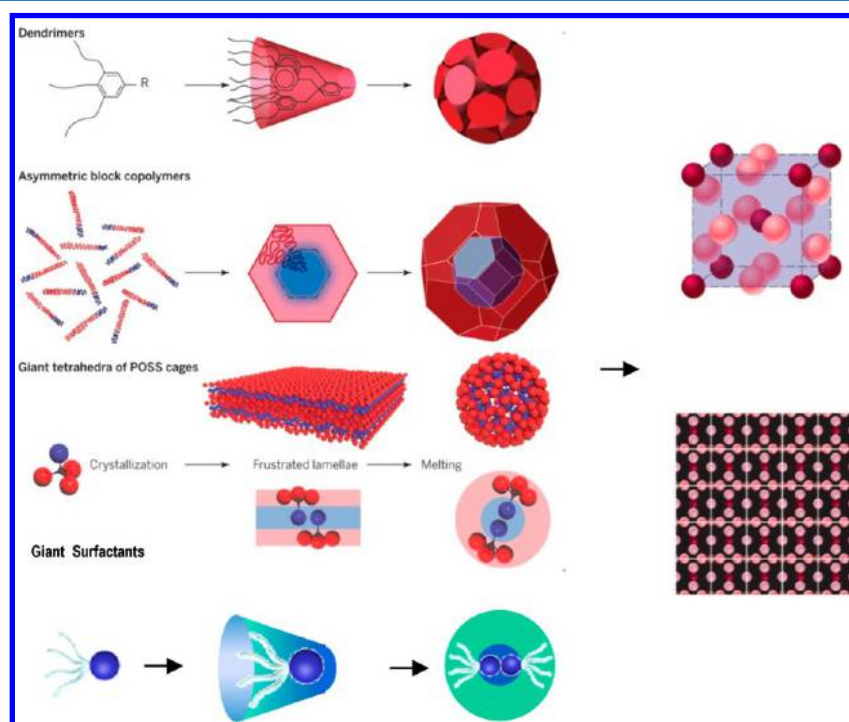 Dendrimers
R
Asymmetric block copolymers
Giant tetrahedra of POSS cages
Crystallization
Frustrated lamellae
Melting
Giant Surfactants